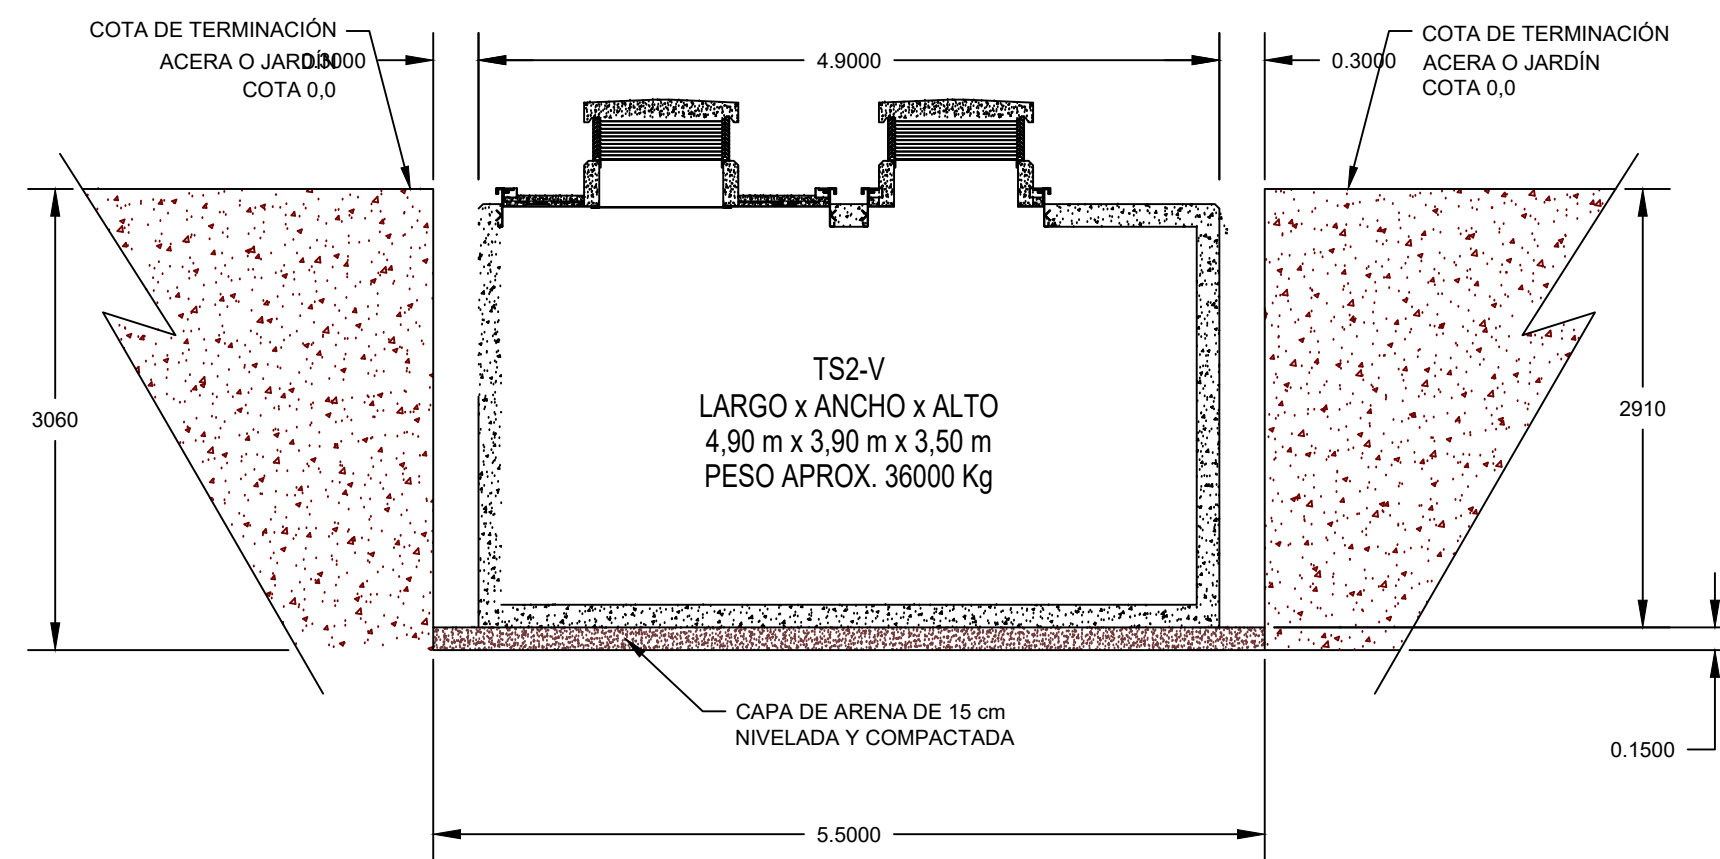 COTA DE TERMINACIÓN
ACERA O JARDÍN
COTA 0,0
0.3000
4.9000
0.3000
COTA DE TERMINACIÓN
ACERA O JARDÍN
COTA 0,0
3060
TS2-V
LARGO x ANCHO x ALTO
4,90 m x 3,90 m x 3,50 m
PESO APROX. 36000 Kg
2910
CAPA DE ARENA DE 15 cm
NIVELADA Y COMPACTADA
0.1500
5.5000